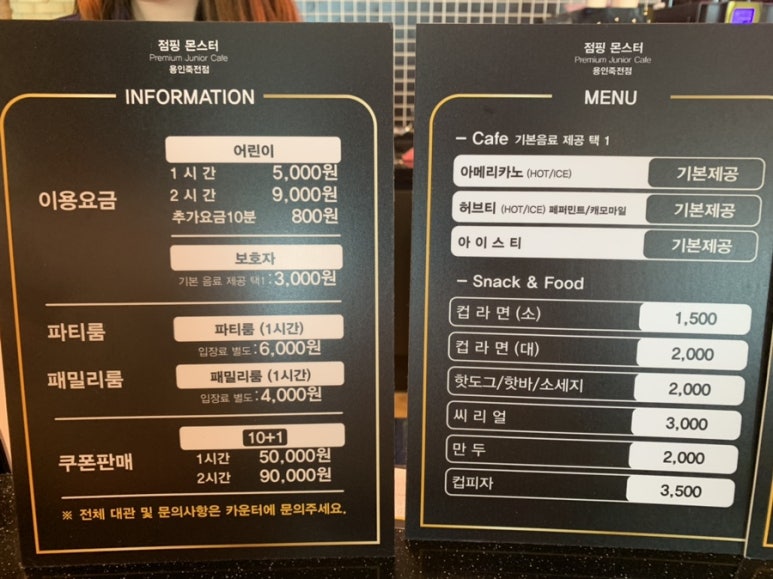 점핑 몬스터
Premium Junior Cafe
용인죽전점
INFORMATION
이용요금
어린이
1 시 간 5,000원
2 시 간 9,000원
추가요금10분 800원
보호자
기본 음료 제공 택1 : 3,000원
파티룸
파티룸 (1시간)
입장료 별도 : 6,000원
패밀리룸
패밀리룸 (1시간)
입장료 별도 : 4,000원
쿠폰판매
10+1
1시간 50,000원
2시간 90,000원
※ 전체 대관 및 문의사항은 카운터에 문의주세요.
점핑 몬스터
Premium Junior Cafe
용인죽전점
MENU
– Cafe 기본음료 제공 택 1
아메리카노 (HOT/ICE) 기본제공
허브티 (HOT/ICE) 페퍼민트/캐모마일 기본제공
아 이 스 티 기본제공
– Snack & Food
컵 라 면 (소) 1,500
컵 라 면 (대) 2,000
핫도그/핫바/소세지 2,000
씨 리 얼 3,000
만 두 2,000
컵피자 3,500